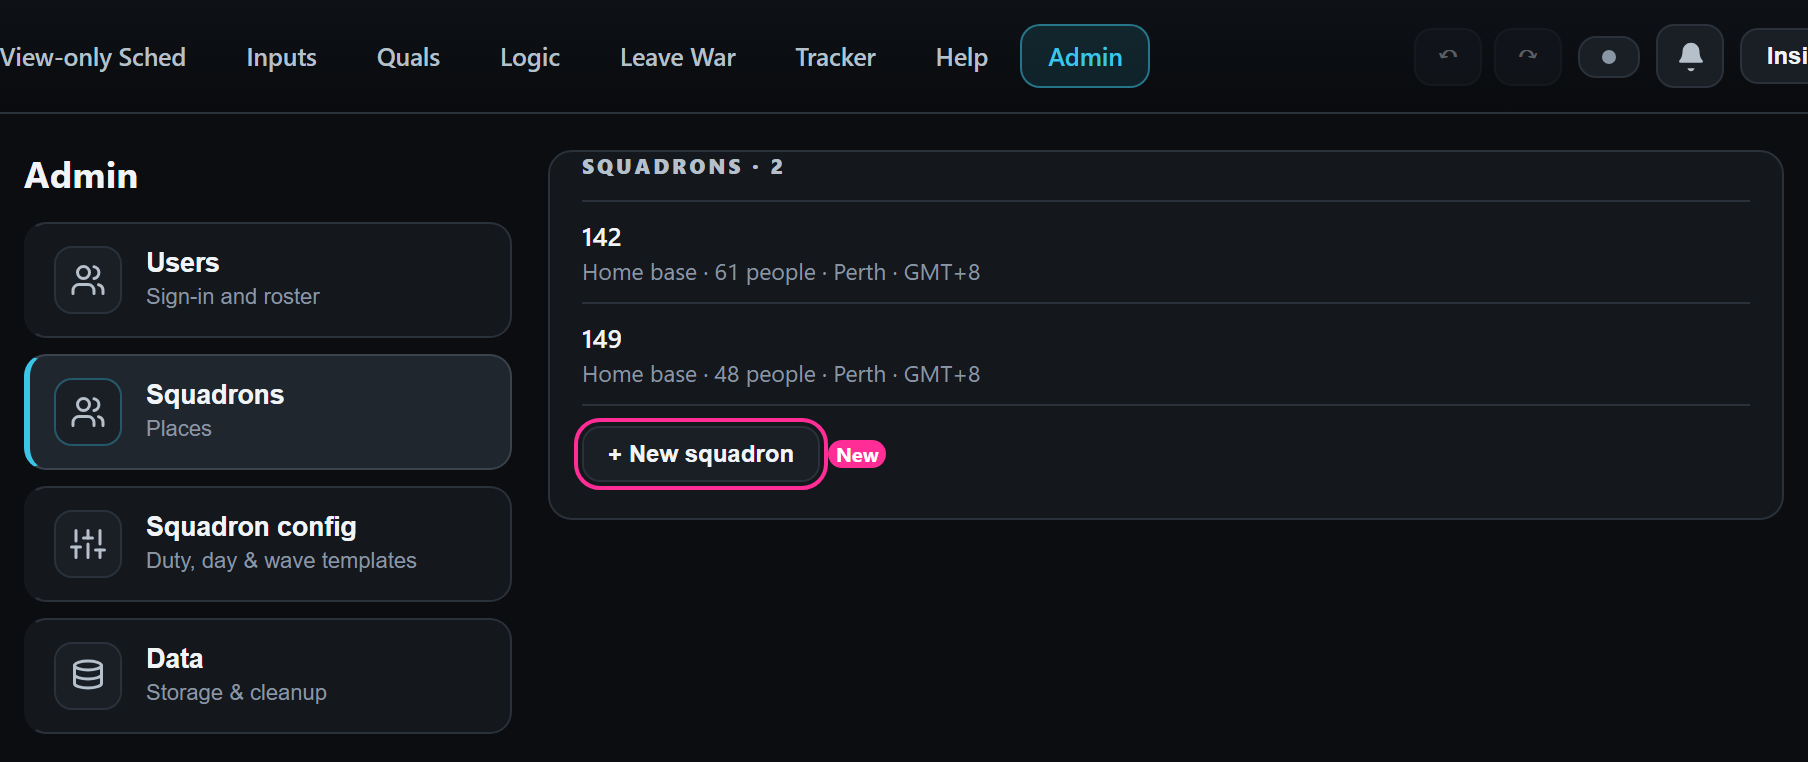 View-only Sched Inputs Quals Logic Leave War Tracker Help Admin
Admin
Users
Sign-in and roster
Squadrons
Places
Squadron config
Duty, day & wave templates
Data
Storage & cleanup
SQUADRONS · 2
142
Home base · 61 people · Perth · GMT+8
149
Home base · 48 people · Perth · GMT+8
+ New squadron New